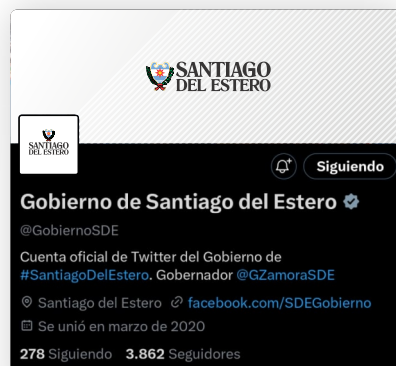 SANTIAGO
DEL ESTERO
SANTIAGO
DEL ESTERO
Siguiendo
Gobierno de Santiago del Estero
@GobiernoSDE
Cuenta oficial de Twitter del Gobierno de
#SantiagoDelEstero. Gobernador @GZamoraSDE
Santiago del Estero facebook.com/SDEGobierno
Se unió en marzo de 2020
278 Siguiendo 3.862 Seguidores